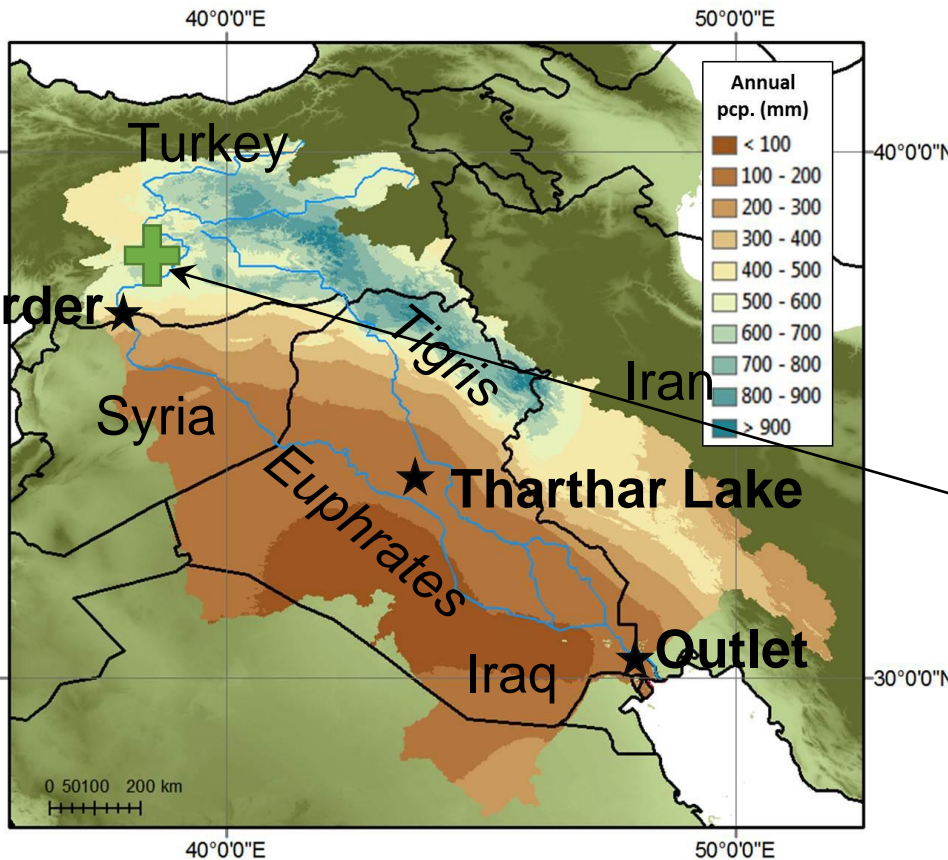 40°0'0"E 50°0'0"E
Annual
pcp. (mm)
< 100
100 - 200
200 - 300
300 - 400
400 - 500
500 - 600
600 - 700
700 - 800
800 - 900
> 900
40°0'0"N
Turkey
rder
Tigris
Iran
Syria
Euphrates
Tharthar Lake
Outlet
Iraq
30°0'0"N
0 50100 200 km
40°0'0"E 50°0'0"E